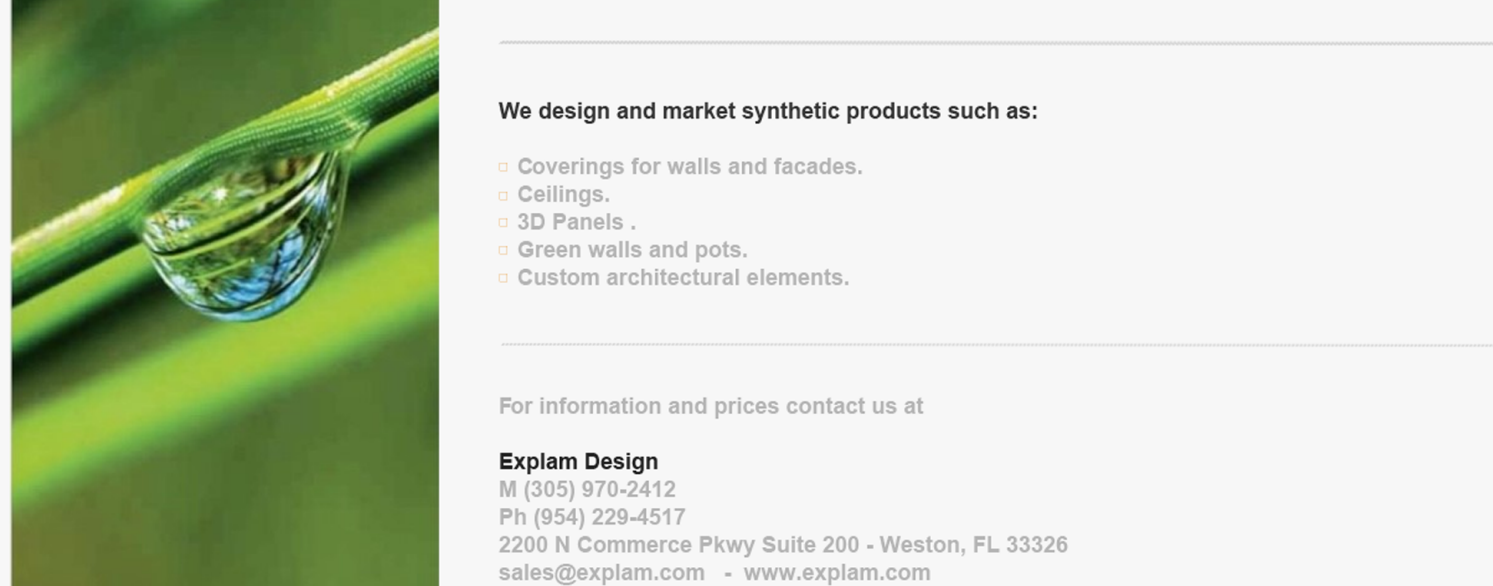 We design and market synthetic products such as:
Coverings for walls and facades.
Ceilings.
3D Panels .
Green walls and pots.
Custom architectural elements.
For information and prices contact us at
Explam Design
M (305) 970-2412
Ph (954) 229-4517
2200 N Commerce Pkwy Suite 200 - Weston, FL 33326
sales@explam.com - www.explam.com